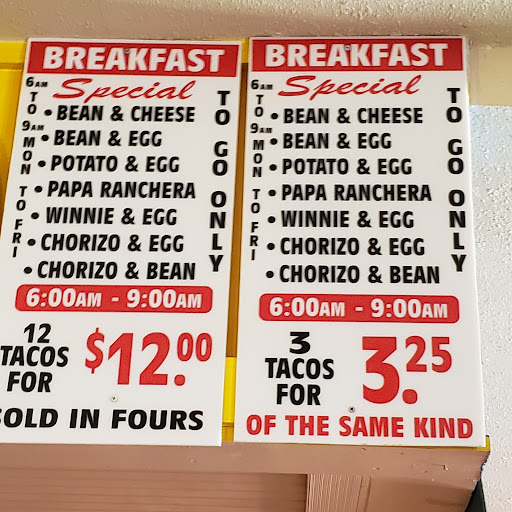 BREAKFAST
Special
6AM TO 9AM MON TO FRI
• BEAN & CHEESE
• BEAN & EGG
• POTATO & EGG
• PAPA RANCHERA
• WINNIE & EGG
• CHORIZO & EGG
• CHORIZO & BEAN
TO GO ONLY
6:00AM - 9:00AM
12 TACOS FOR
$12.00
SOLD IN FOURS
BREAKFAST
Special
6AM TO 9AM MON TO FRI
• BEAN & CHEESE
• BEAN & EGG
• POTATO & EGG
• PAPA RANCHERA
• WINNIE & EGG
• CHORIZO & EGG
• CHORIZO & BEAN
TO GO ONLY
6:00AM - 9:00AM
3 TACOS FOR
3.25
OF THE SAME KIND